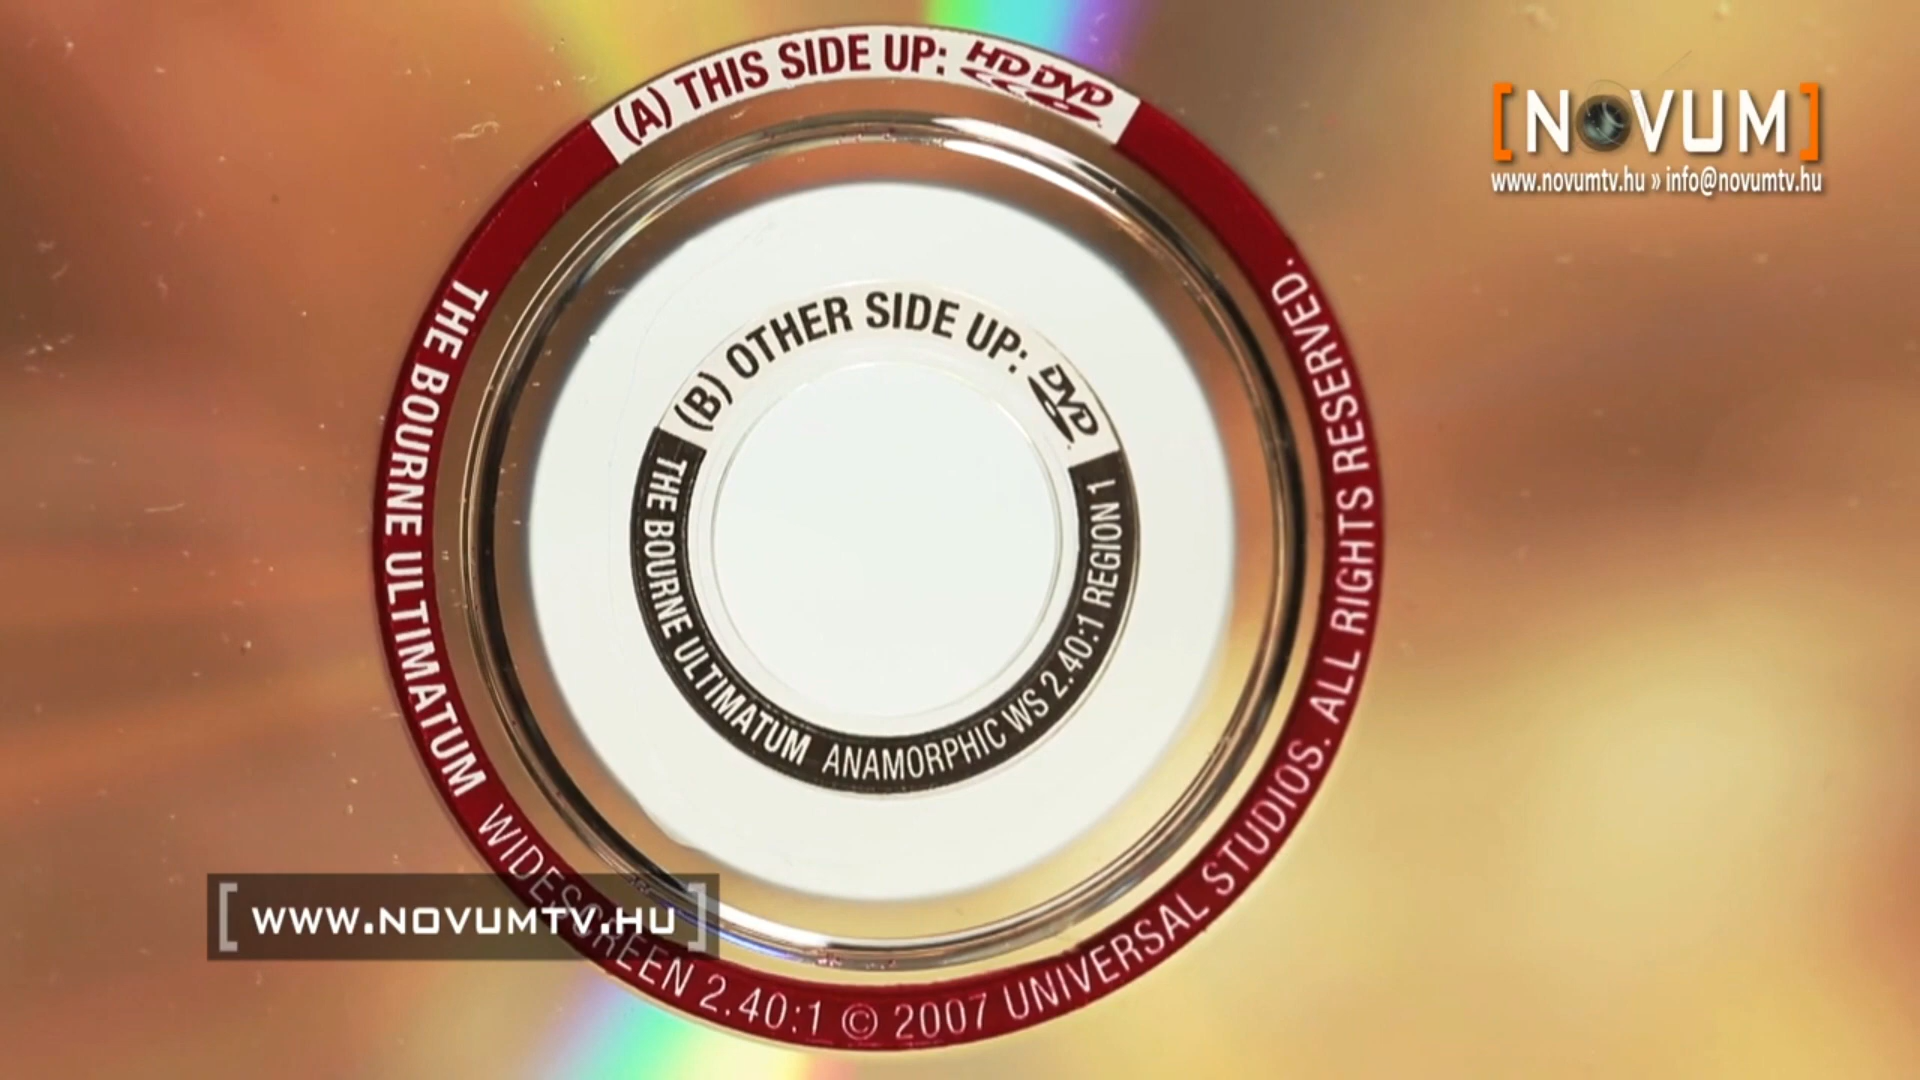 (A) THIS SIDE UP: HD DVD
THE BOURNE ULTIMATUM WIDESCREEN 2.40:1 © 2007 UNIVERSAL STUDIOS. ALL RIGHTS RESERVED.
(B) OTHER SIDE UP: DVD
THE BOURNE ULTIMATUM ANAMORPHIC WS 2.40:1 REGION 1
[NOVUM]
www.novumtv.hu » info@novumtv.hu
[WWW.NOVUMTV.HU]